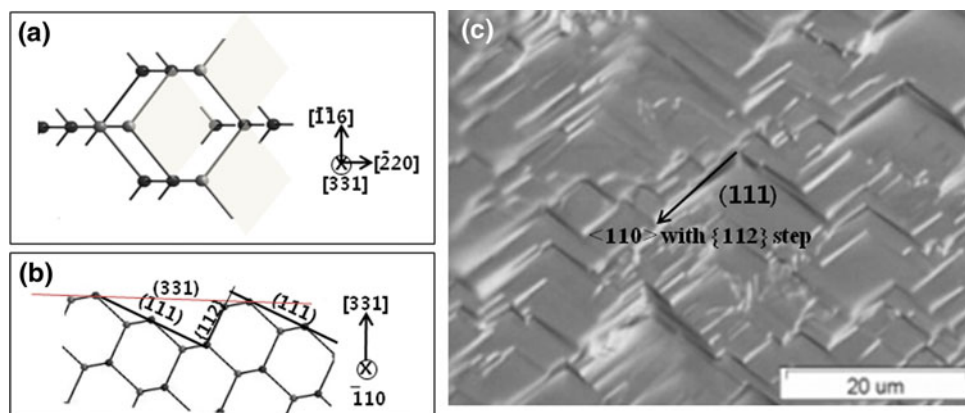 (a)
[1̄1̄6]
[2̄20]
[331]
(b)
(331)
(111)
(112)
(111)
[331]
1̄10
(c)
(111)
<110> with {112} step
20 um